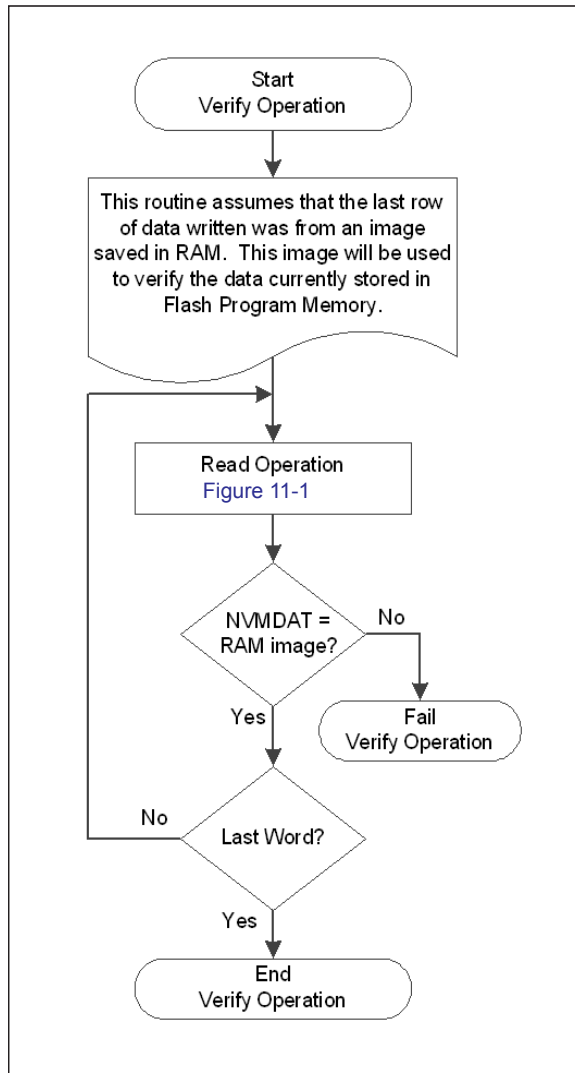 Start
Verify Operation
This routine assumes that the last row
of data written was from an image
saved in RAM.  This image will be used
to verify the data currently stored in
Flash Program Memory.
Read Operation
Figure 11-1
NVMDAT =
RAM image?
No
Fail
Verify Operation
Yes
Last Word?
No
Yes
End
Verify Operation